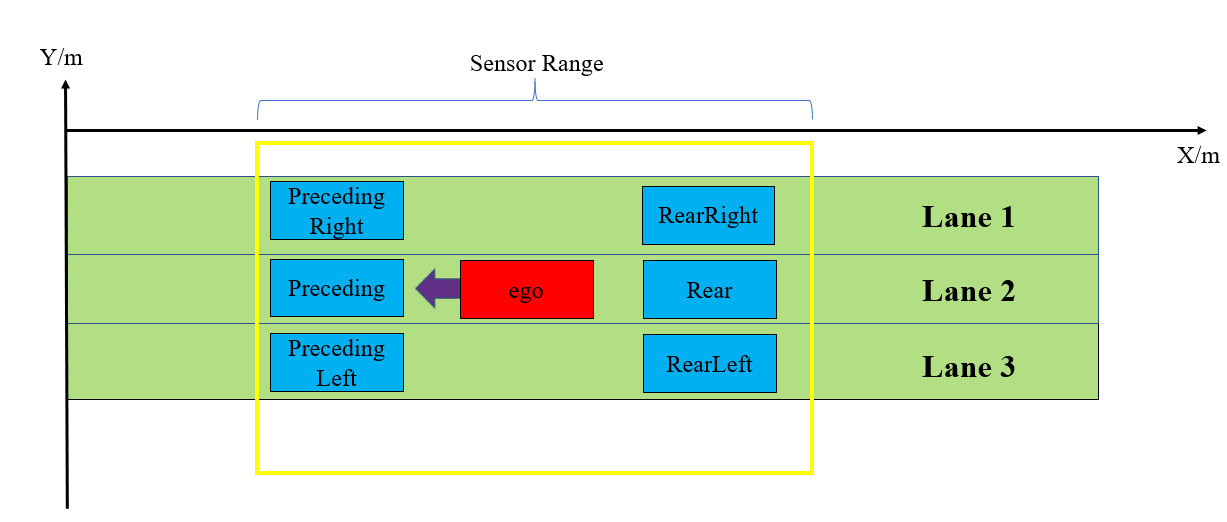 Y/m
Sensor Range
X/m
Preceding
Right
RearRight
Lane 1
Preceding
ego
Rear
Lane 2
Preceding
Left
RearLeft
Lane 3